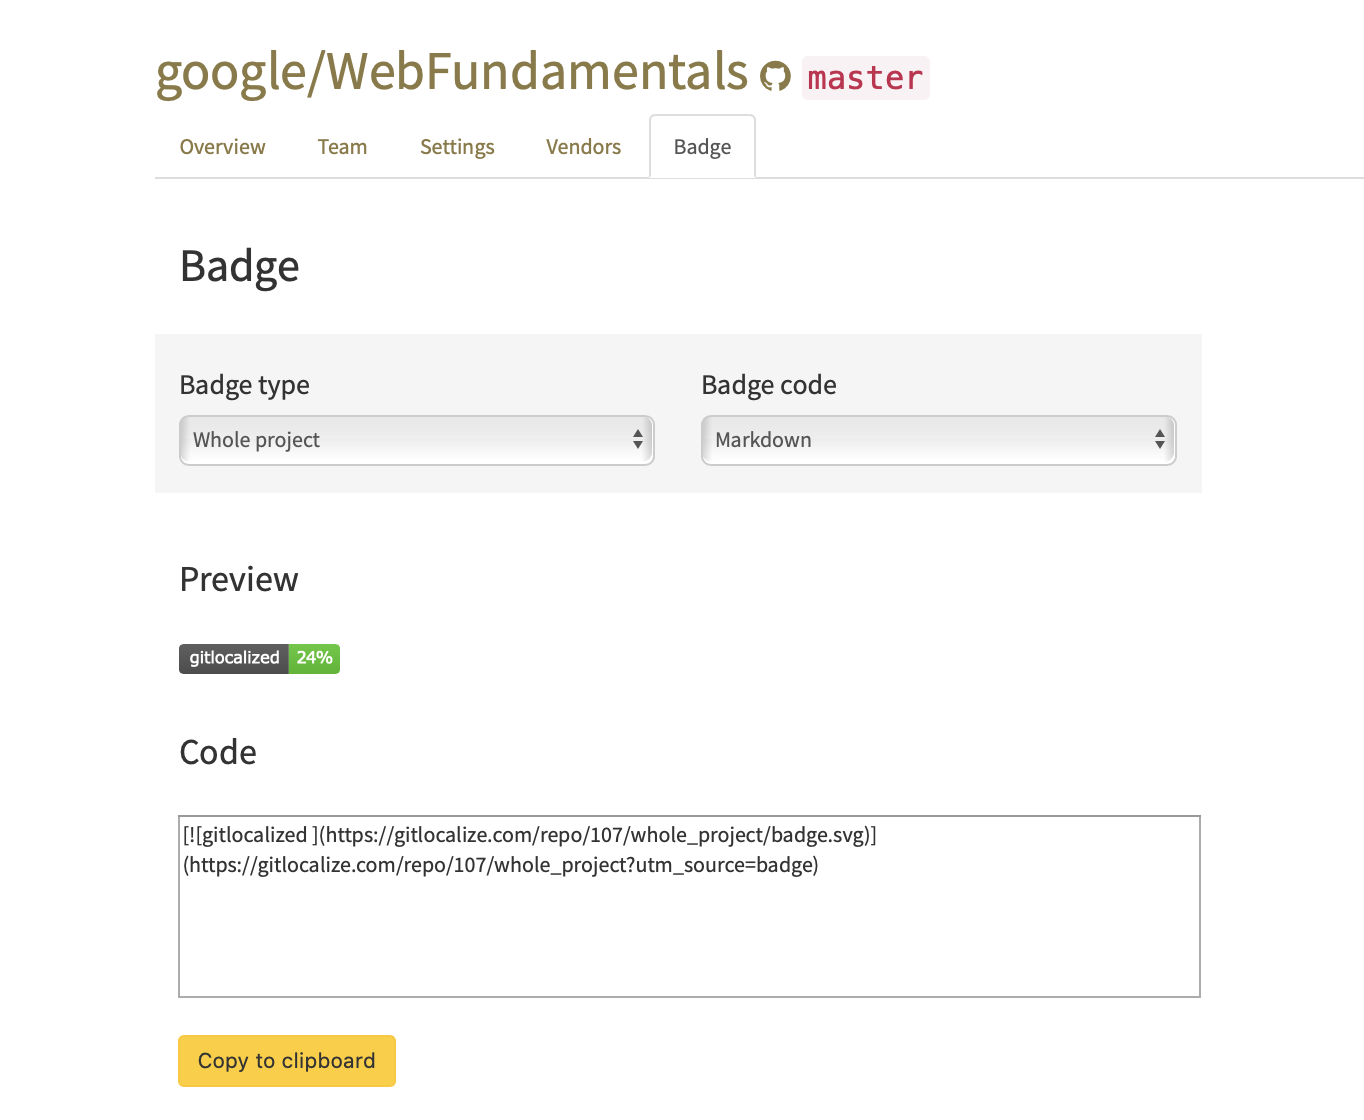 google/WebFundamentals master
Overview Team Settings Vendors Badge
Badge
Badge type Badge code
Whole project Markdown
Preview
gitlocalized 24%
Code
[![gitlocalized ](https://gitlocalize.com/repo/107/whole_project/badge.svg)]
(https://gitlocalize.com/repo/107/whole_project?utm_source=badge)
Copy to clipboard